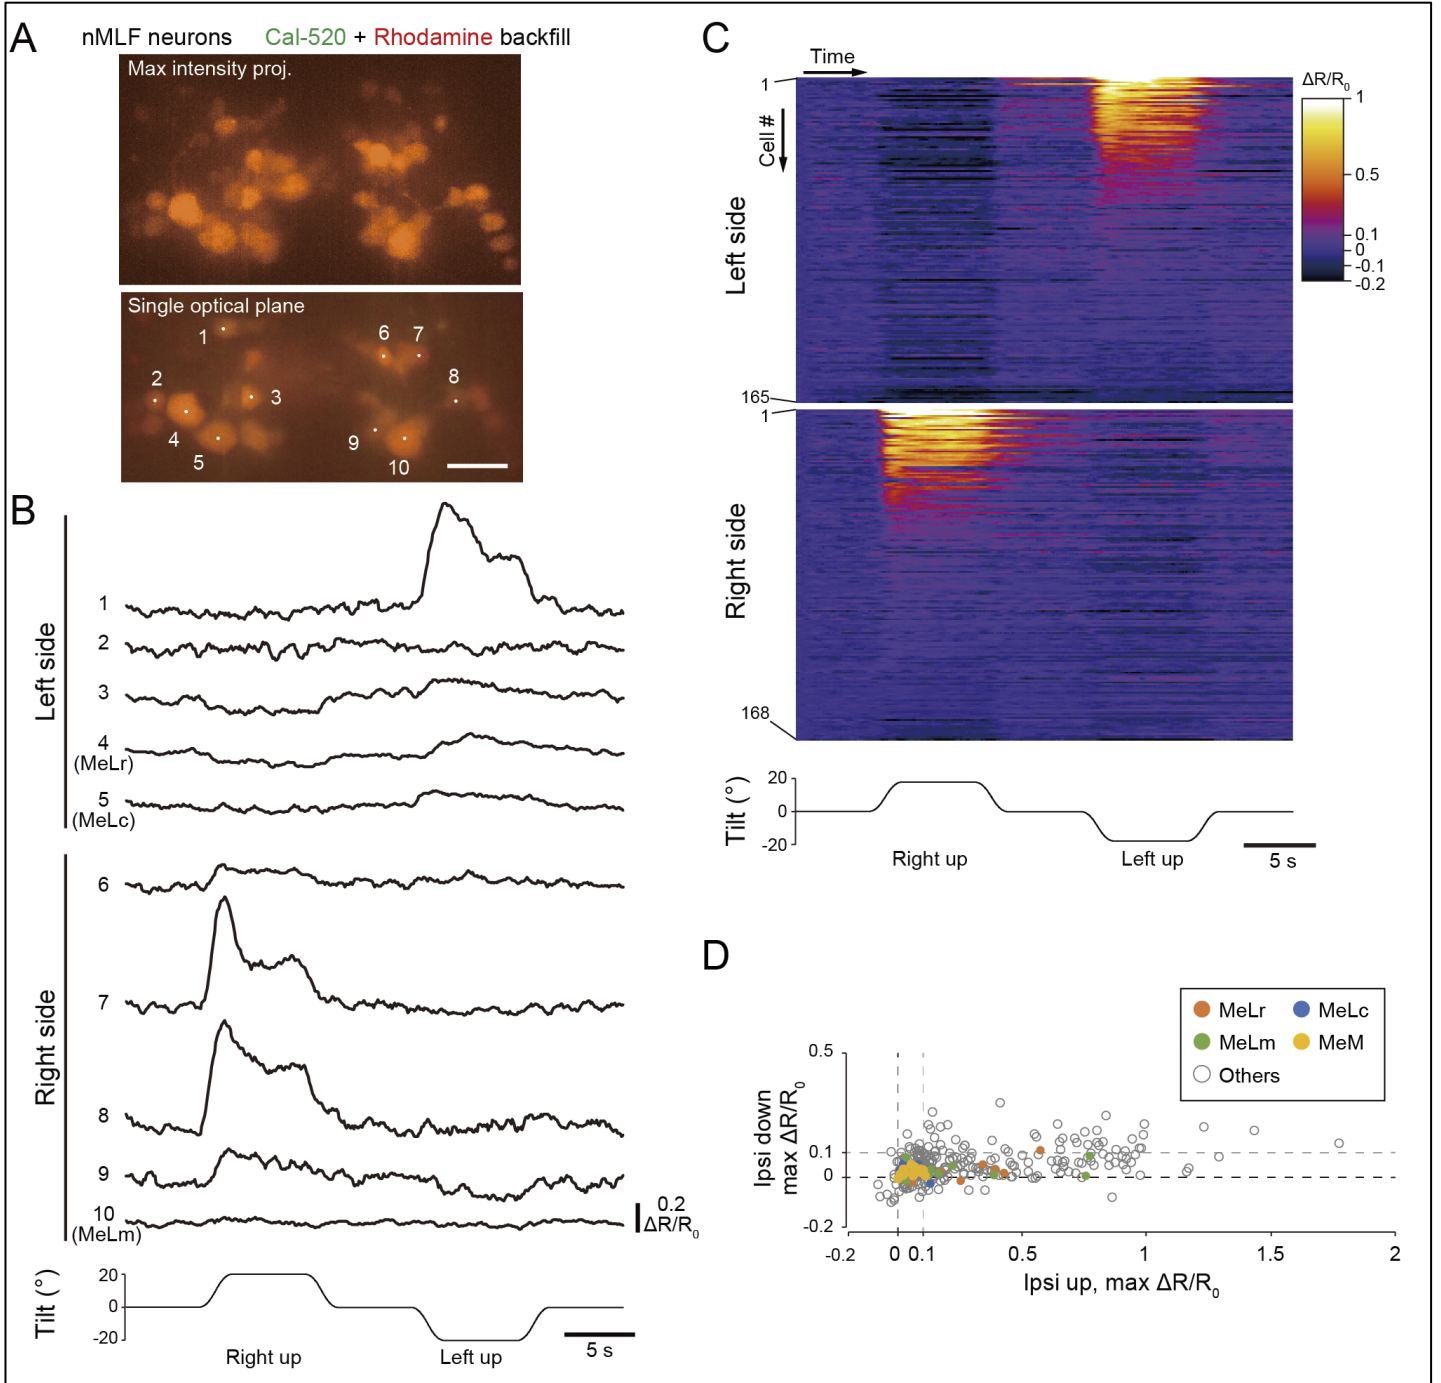 A
nMLF neurons Cal-520 + Rhodamine backfill
Max intensity proj.
Single optical plane
1
6
7
2
3
8
4
5
9
10
B
Left side
1
2
3
4
(MeLr)
5
(MeLc)
Right side
6
7
8
9
10
(MeLm)
0.2
ΔR/R0
Tilt (°)
20
0
-20
Right up
Left up
5 s
C
Time
Cell #
1
Left side
165
1
Right side
168
ΔR/R0
1
0.5
0.1
0
-0.1
-0.2
Tilt (°)
20
0
-20
Right up
Left up
5 s
D
MeLr
MeLc
MeLm
MeM
Others
Ipsi down
max ΔR/R0
0.5
0.1
0
-0.2
-0.2
0
0.1
0.5
1
1.5
2
Ipsi up, max ΔR/R0